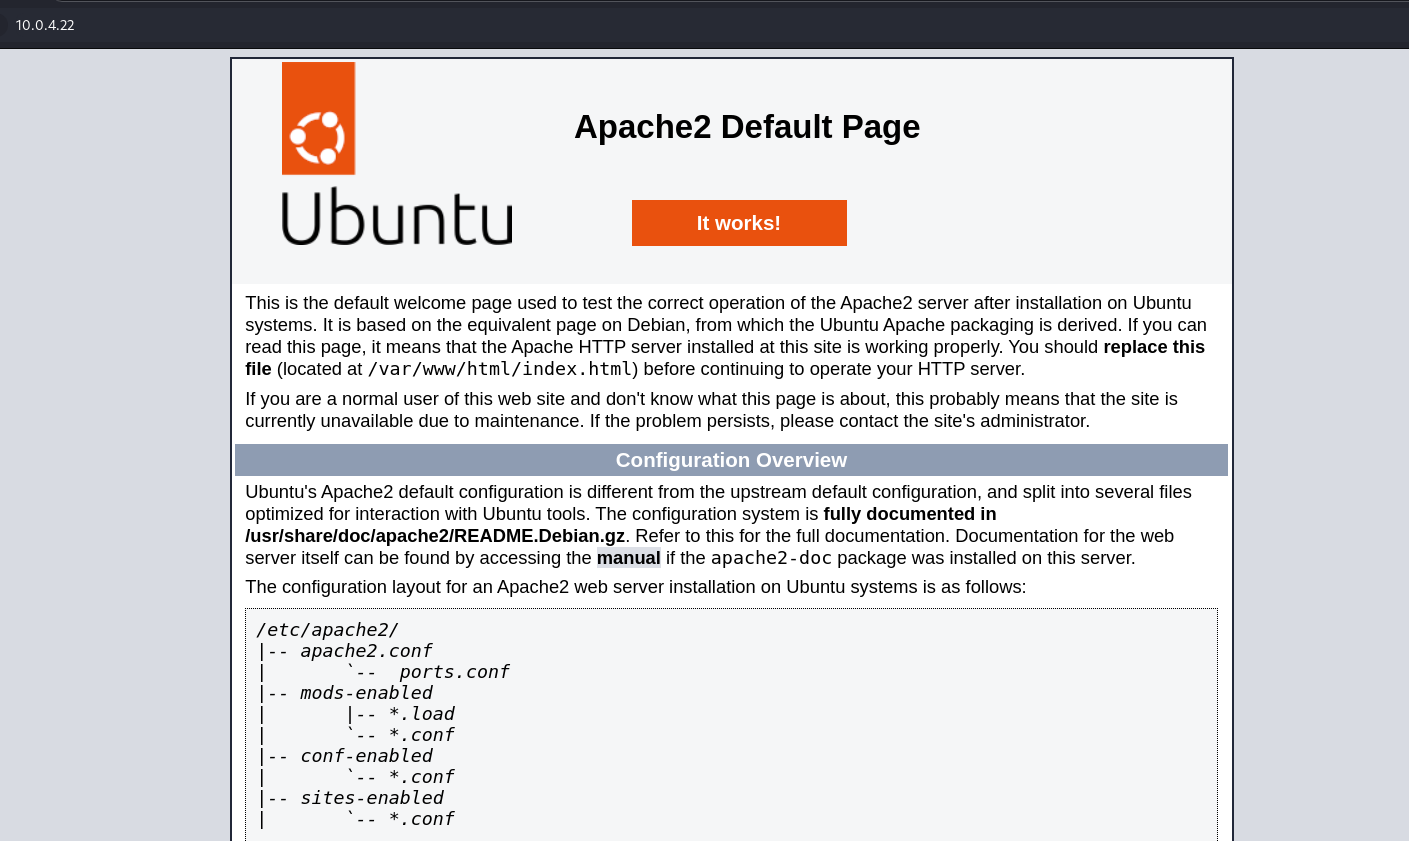 10.0.4.22
Apache2 Default Page
Ubuntu
It works!
This is the default welcome page used to test the correct operation of the Apache2 server after installation on Ubuntu
systems. It is based on the equivalent page on Debian, from which the Ubuntu Apache packaging is derived. If you can
read this page, it means that the Apache HTTP server installed at this site is working properly. You should replace this
file (located at /var/www/html/index.html) before continuing to operate your HTTP server.
If you are a normal user of this web site and don't know what this page is about, this probably means that the site is
currently unavailable due to maintenance. If the problem persists, please contact the site's administrator.
Configuration Overview
Ubuntu's Apache2 default configuration is different from the upstream default configuration, and split into several files
optimized for interaction with Ubuntu tools. The configuration system is fully documented in
/usr/share/doc/apache2/README.Debian.gz. Refer to this for the full documentation. Documentation for the web
server itself can be found by accessing the manual if the apache2-doc package was installed on this server.
The configuration layout for an Apache2 web server installation on Ubuntu systems is as follows:
/etc/apache2/
|-- apache2.conf
|       `--  ports.conf
|-- mods-enabled
|       |-- *.load
|       `-- *.conf
|-- conf-enabled
|       `-- *.conf
|-- sites-enabled
|       `-- *.conf